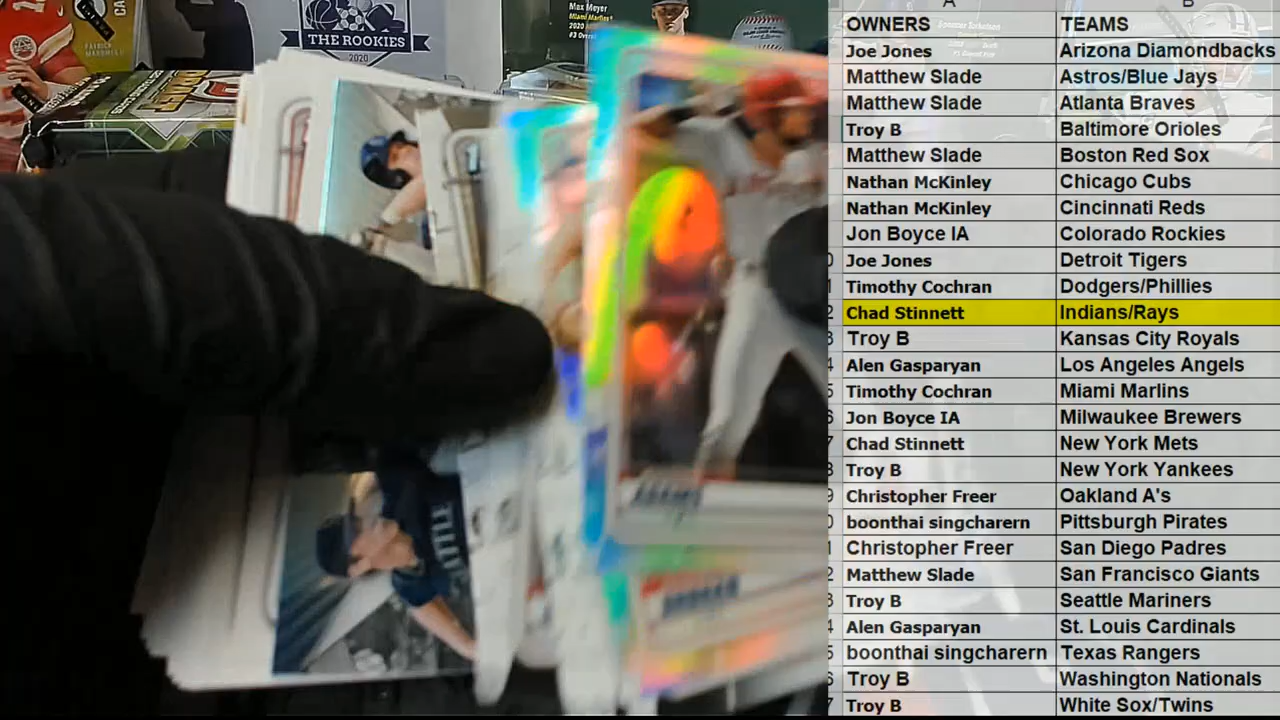 THE ROOKIES
2020
Max Meyer
Miami Marlins
2020
A B
OWNERS TEAMS
Joe Jones Arizona Diamondbacks
Matthew Slade Astros/Blue Jays
Matthew Slade Atlanta Braves
Troy B Baltimore Orioles
Matthew Slade Boston Red Sox
Nathan McKinley Chicago Cubs
Nathan McKinley Cincinnati Reds
Jon Boyce IA Colorado Rockies
Joe Jones Detroit Tigers
Timothy Cochran Dodgers/Phillies
Chad Stinnett Indians/Rays
Troy B Kansas City Royals
Alen Gasparyan Los Angeles Angels
Timothy Cochran Miami Marlins
Jon Boyce IA Milwaukee Brewers
Chad Stinnett New York Mets
Troy B New York Yankees
Christopher Freer Oakland A's
boonthai singcharern Pittsburgh Pirates
Christopher Freer San Diego Padres
Matthew Slade San Francisco Giants
Troy B Seattle Mariners
Alen Gasparyan St. Louis Cardinals
boonthai singcharern Texas Rangers
Troy B Washington Nationals
Troy B White Sox/Twins